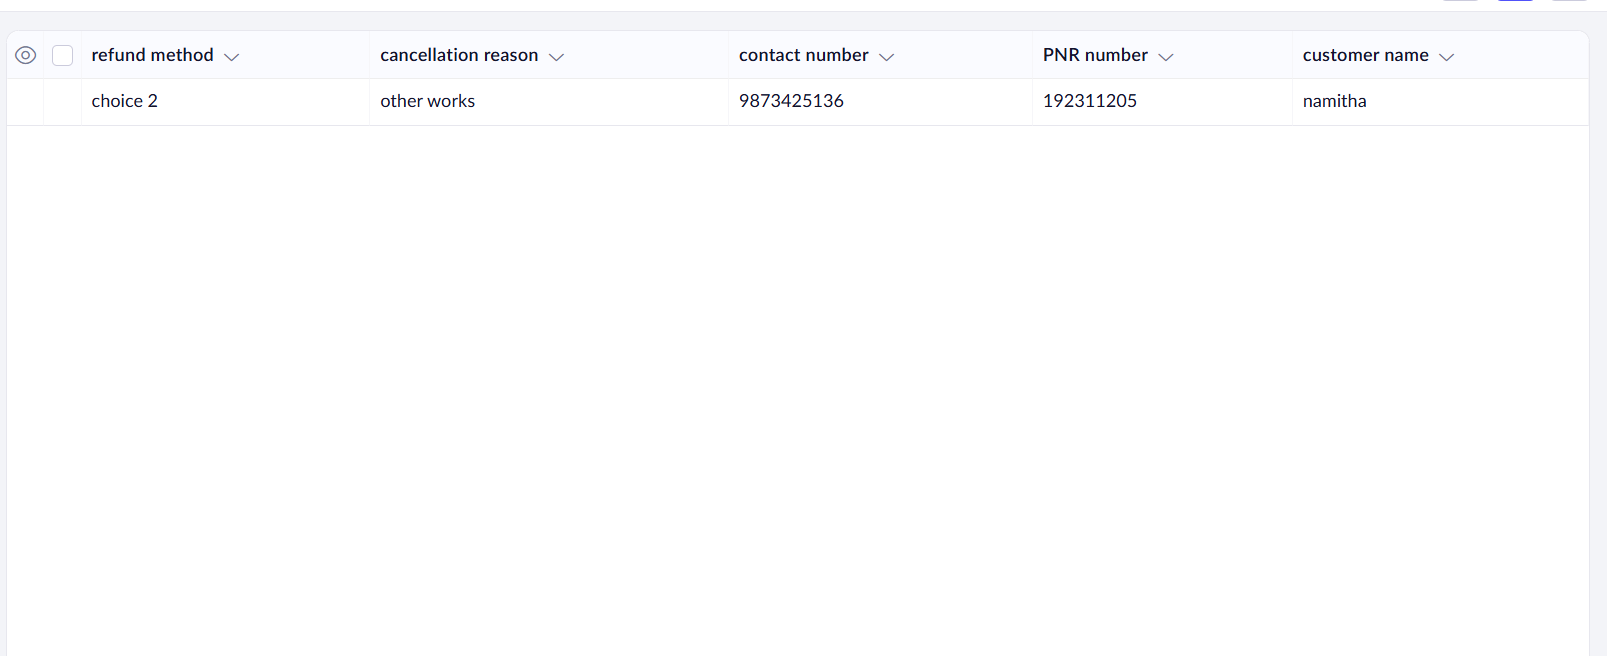 refund method cancellation reason contact number PNR number customer name
choice 2 other works 9873425136 192311205 namitha